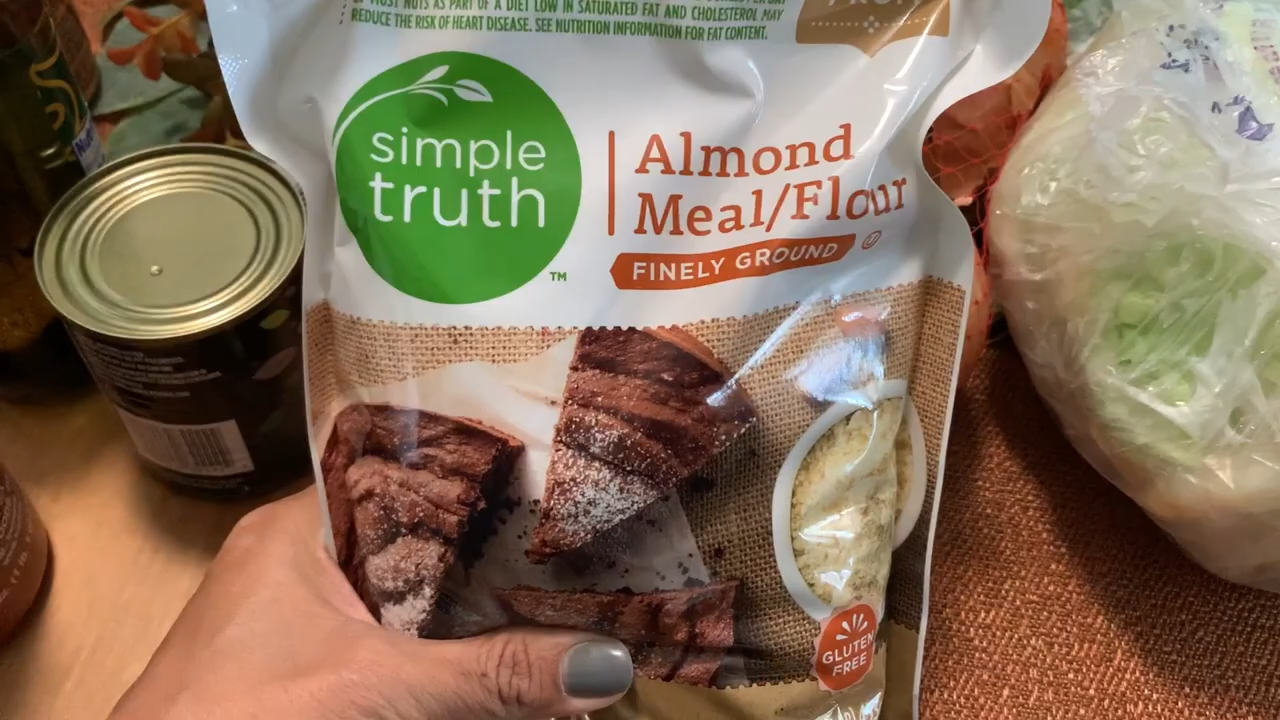 MOST NUTS AS PART OF A DIET LOW IN SATURATED FAT AND CHOLESTEROL MAY
REDUCE THE RISK OF HEART DISEASE. SEE NUTRITION INFORMATION FOR FAT CONTENT.
simple
truth
TM
Almond
Meal/Flour
FINELY GROUND
GLUTEN
FREE